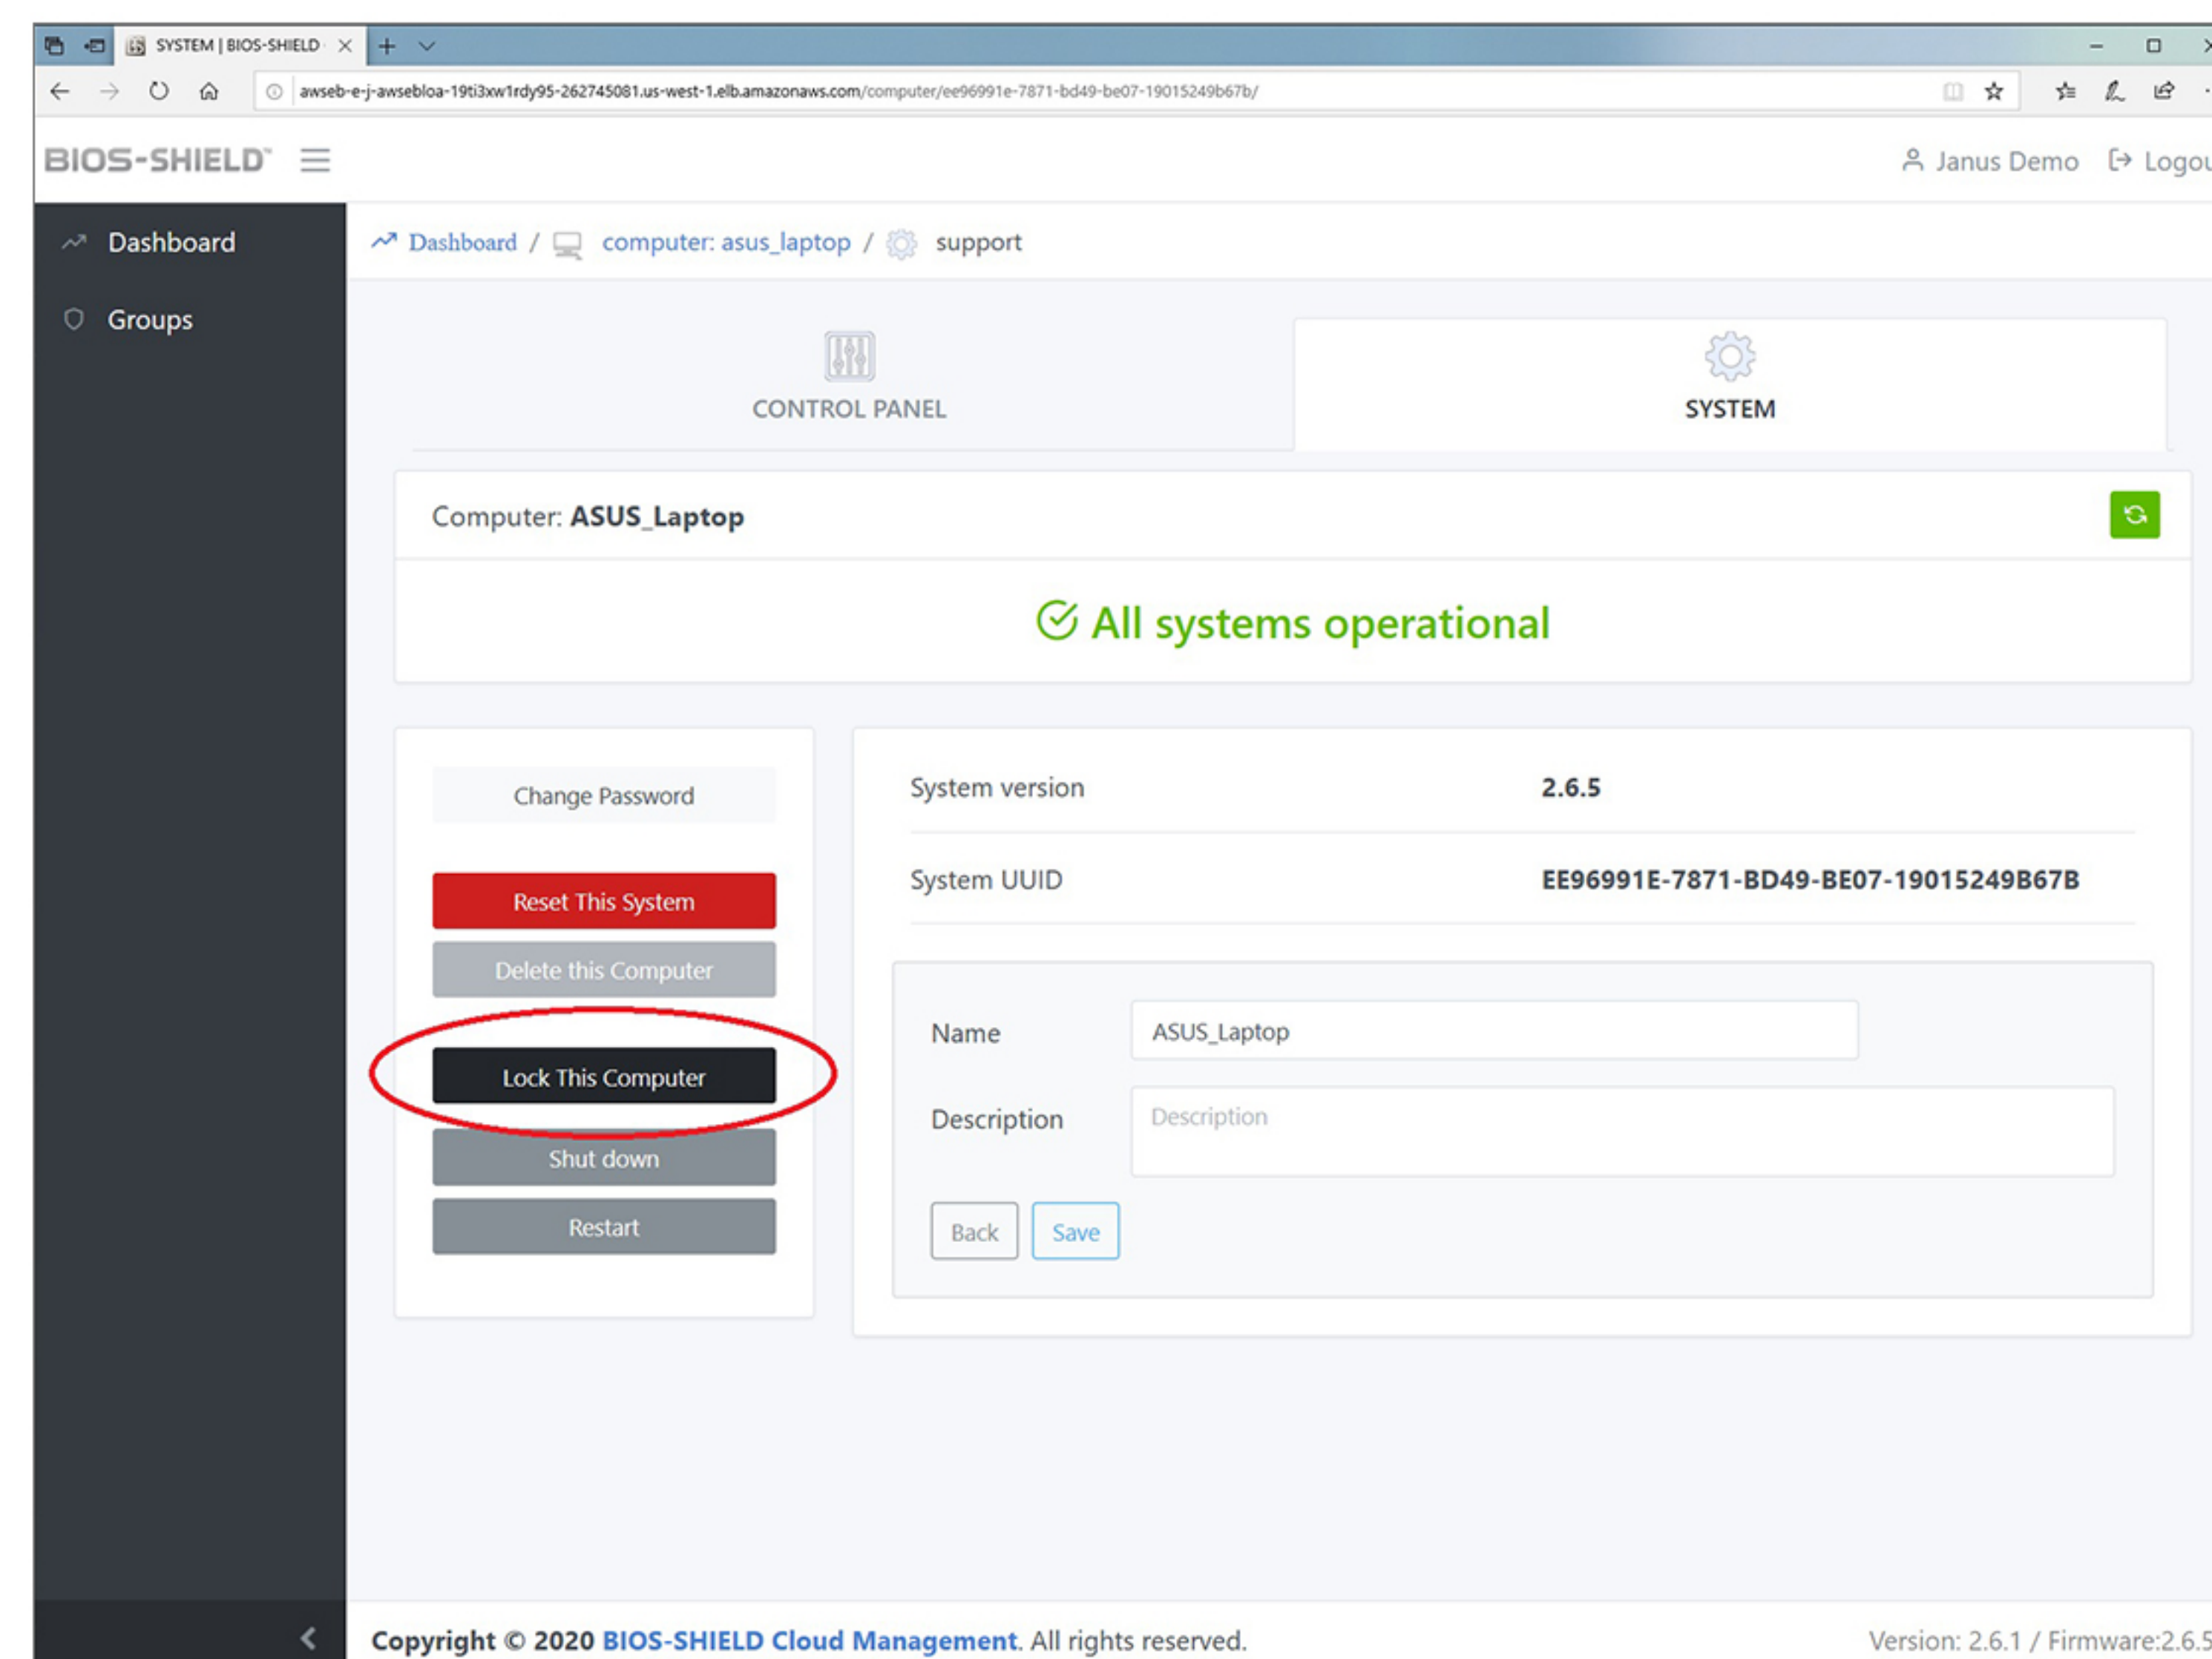 SYSTEM | BIOS-SHIELD
awseb-e-j-awsebloa-19ti3xw1rdy95-262745081.us-west-1.elb.amazonaws.com/computer/ee96991e-7871-bd49-be07-19015249b67b/
BIOS-SHIELD™ Janus Demo Logou
Dashboard
Groups
Dashboard / computer: asus_laptop / support
CONTROL PANEL SYSTEM
Computer: ASUS_Laptop
All systems operational
Change Password
Reset This System
Delete this Computer
Lock This Computer
Shut down
Restart
System version 2.6.5
System UUID EE96991E-7871-BD49-BE07-19015249B67B
Name ASUS_Laptop
Description Description
Back Save
Copyright © 2020 BIOS-SHIELD Cloud Management. All rights reserved. Version: 2.6.1 / Firmware:2.6.5